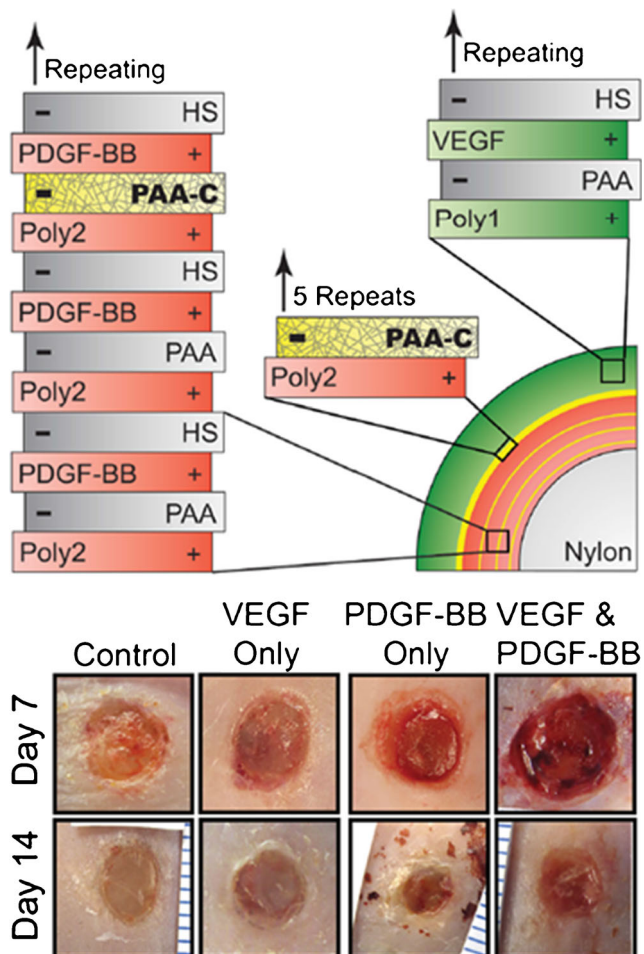 Repeating
- HS
PDGF-BB +
- PAA-C
Poly2 +
- HS
PDGF-BB +
- PAA
Poly2 +
- HS
PDGF-BB +
- PAA
Poly2 +
5 Repeats
- PAA-C
Poly2 +
Repeating
- HS
VEGF +
- PAA
Poly1 +
Nylon
Control
VEGF
Only
PDGF-BB
Only
VEGF &
PDGF-BB
Day 7
Day 14